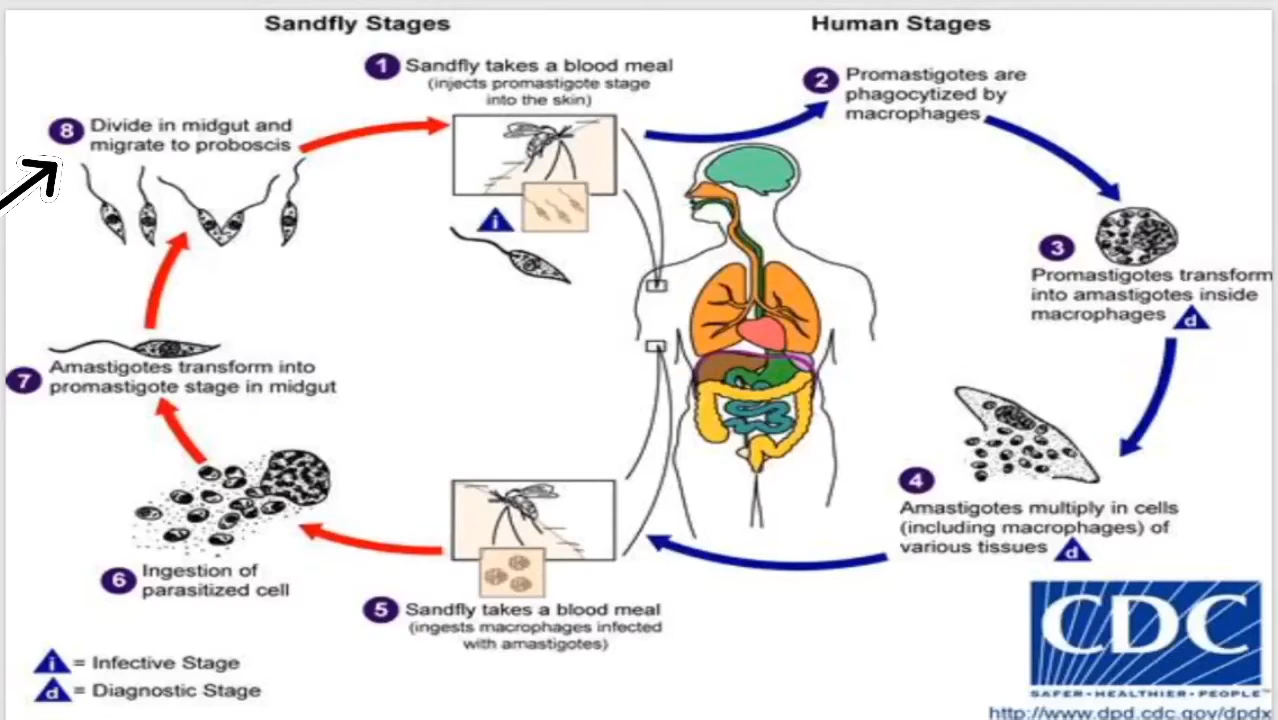 Sandfly Stages
Human Stages
1 Sandfly takes a blood meal
(injects promastigote stage
into the skin)
2 Promastigotes are
phagocytized by
macrophages
8 Divide in midgut and
migrate to proboscis
i
3
Promastigotes transform
into amastigotes inside
macrophages d
7 Amastigotes transform into
promastigote stage in midgut
4
Amastigotes multiply in cells
(including macrophages) of
various tissues d
6 Ingestion of
parasitized cell
5 Sandfly takes a blood meal
(ingests macrophages infected
with amastigotes)
i = Infective Stage
d = Diagnostic Stage
CDC
SAFER·HEALTHIER·PEOPLE™
http://www.dpd.cdc.gov/dpdx